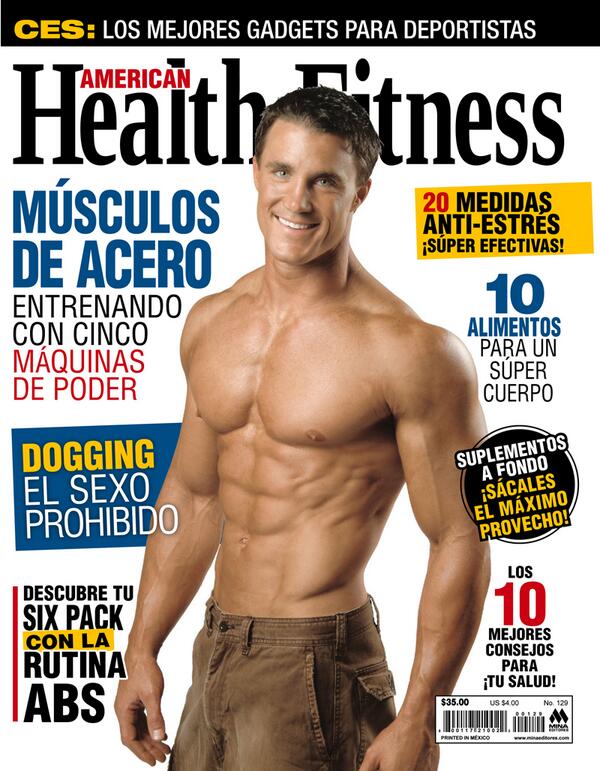 CES: LOS MEJORES GADGETS PARA DEPORTISTAS
AMERICAN
Health Fitness
MÚSCULOS
DE ACERO
ENTRENANDO
CON CINCO
MÁQUINAS
DE PODER
20 MEDIDAS
ANTI-ESTRÉS
¡SÚPER EFECTIVAS!
10
ALIMENTOS
PARA UN
SÚPER
CUERPO
DOGGING
EL SEXO
PROHIBIDO
SUPLEMENTOS
A FONDO
¡SÁCALES
EL MÁXIMO
PROVECHO!
DESCUBRE TU
SIX PACK
CON LA
RUTINA
ABS
LOS
10
MEJORES
CONSEJOS
PARA
¡TU SALUD!
$35.00 US $4.00 No. 129
00129
MINA
EDITORES
PRINTED IN MÉXICO www.minaeditores.com